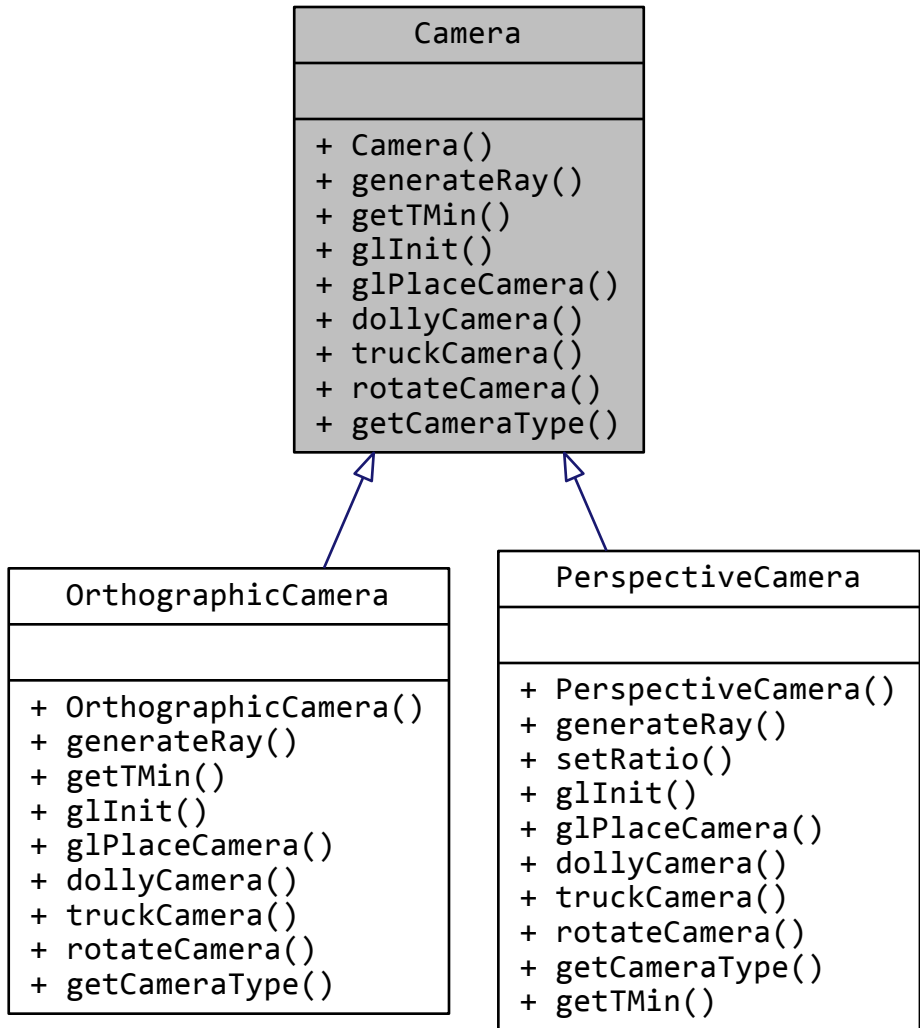 Camera
+ Camera()
+ generateRay()
+ getTMin()
+ glInit()
+ glPlaceCamera()
+ dollyCamera()
+ truckCamera()
+ rotateCamera()
+ getCameraType()
OrthographicCamera
+ OrthographicCamera()
+ generateRay()
+ getTMin()
+ glInit()
+ glPlaceCamera()
+ dollyCamera()
+ truckCamera()
+ rotateCamera()
+ getCameraType()
PerspectiveCamera
+ PerspectiveCamera()
+ generateRay()
+ setRatio()
+ glInit()
+ glPlaceCamera()
+ dollyCamera()
+ truckCamera()
+ rotateCamera()
+ getCameraType()
+ getTMin()